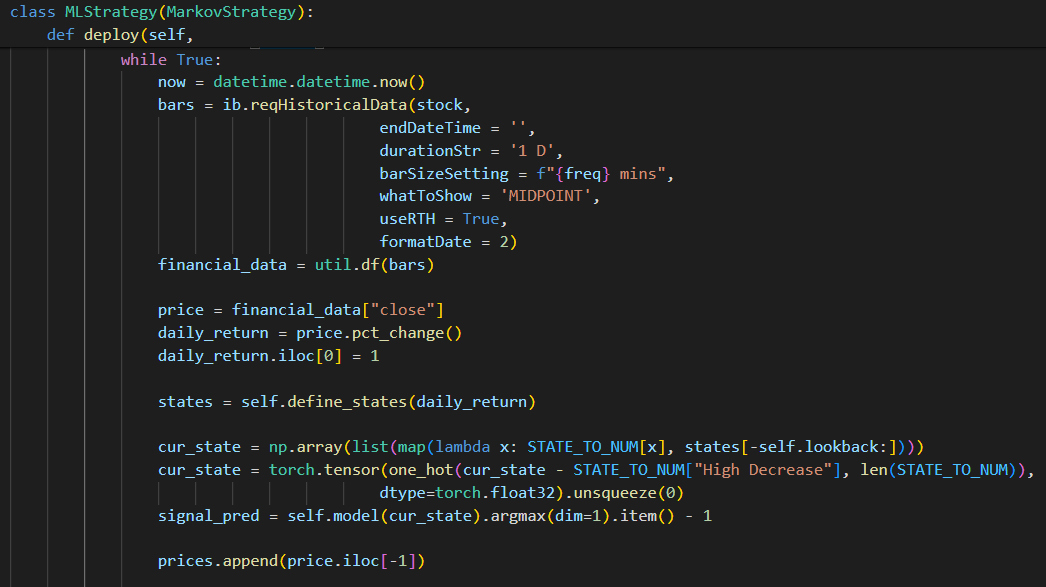 class MLStrategy(MarkovStrategy):
    def deploy(self,
            while True:
                now = datetime.datetime.now()
                bars = ib.reqHistoricalData(stock,
                                        endDateTime = '',
                                        durationStr = '1 D',
                                        barSizeSetting = f"{freq} mins",
                                        whatToShow = 'MIDPOINT',
                                        useRTH = True,
                                        formatDate = 2)
                financial_data = util.df(bars)
                price = financial_data["close"]
                daily_return = price.pct_change()
                daily_return.iloc[0] = 1
                states = self.define_states(daily_return)
                cur_state = np.array(list(map(lambda x: STATE_TO_NUM[x], states[-self.lookback:])))
                cur_state = torch.tensor(one_hot(cur_state - STATE_TO_NUM["High Decrease"], len(STATE_TO_NUM)),
                                        dtype=torch.float32).unsqueeze(0)
                signal_pred = self.model(cur_state).argmax(dim=1).item() - 1
                prices.append(price.iloc[-1])